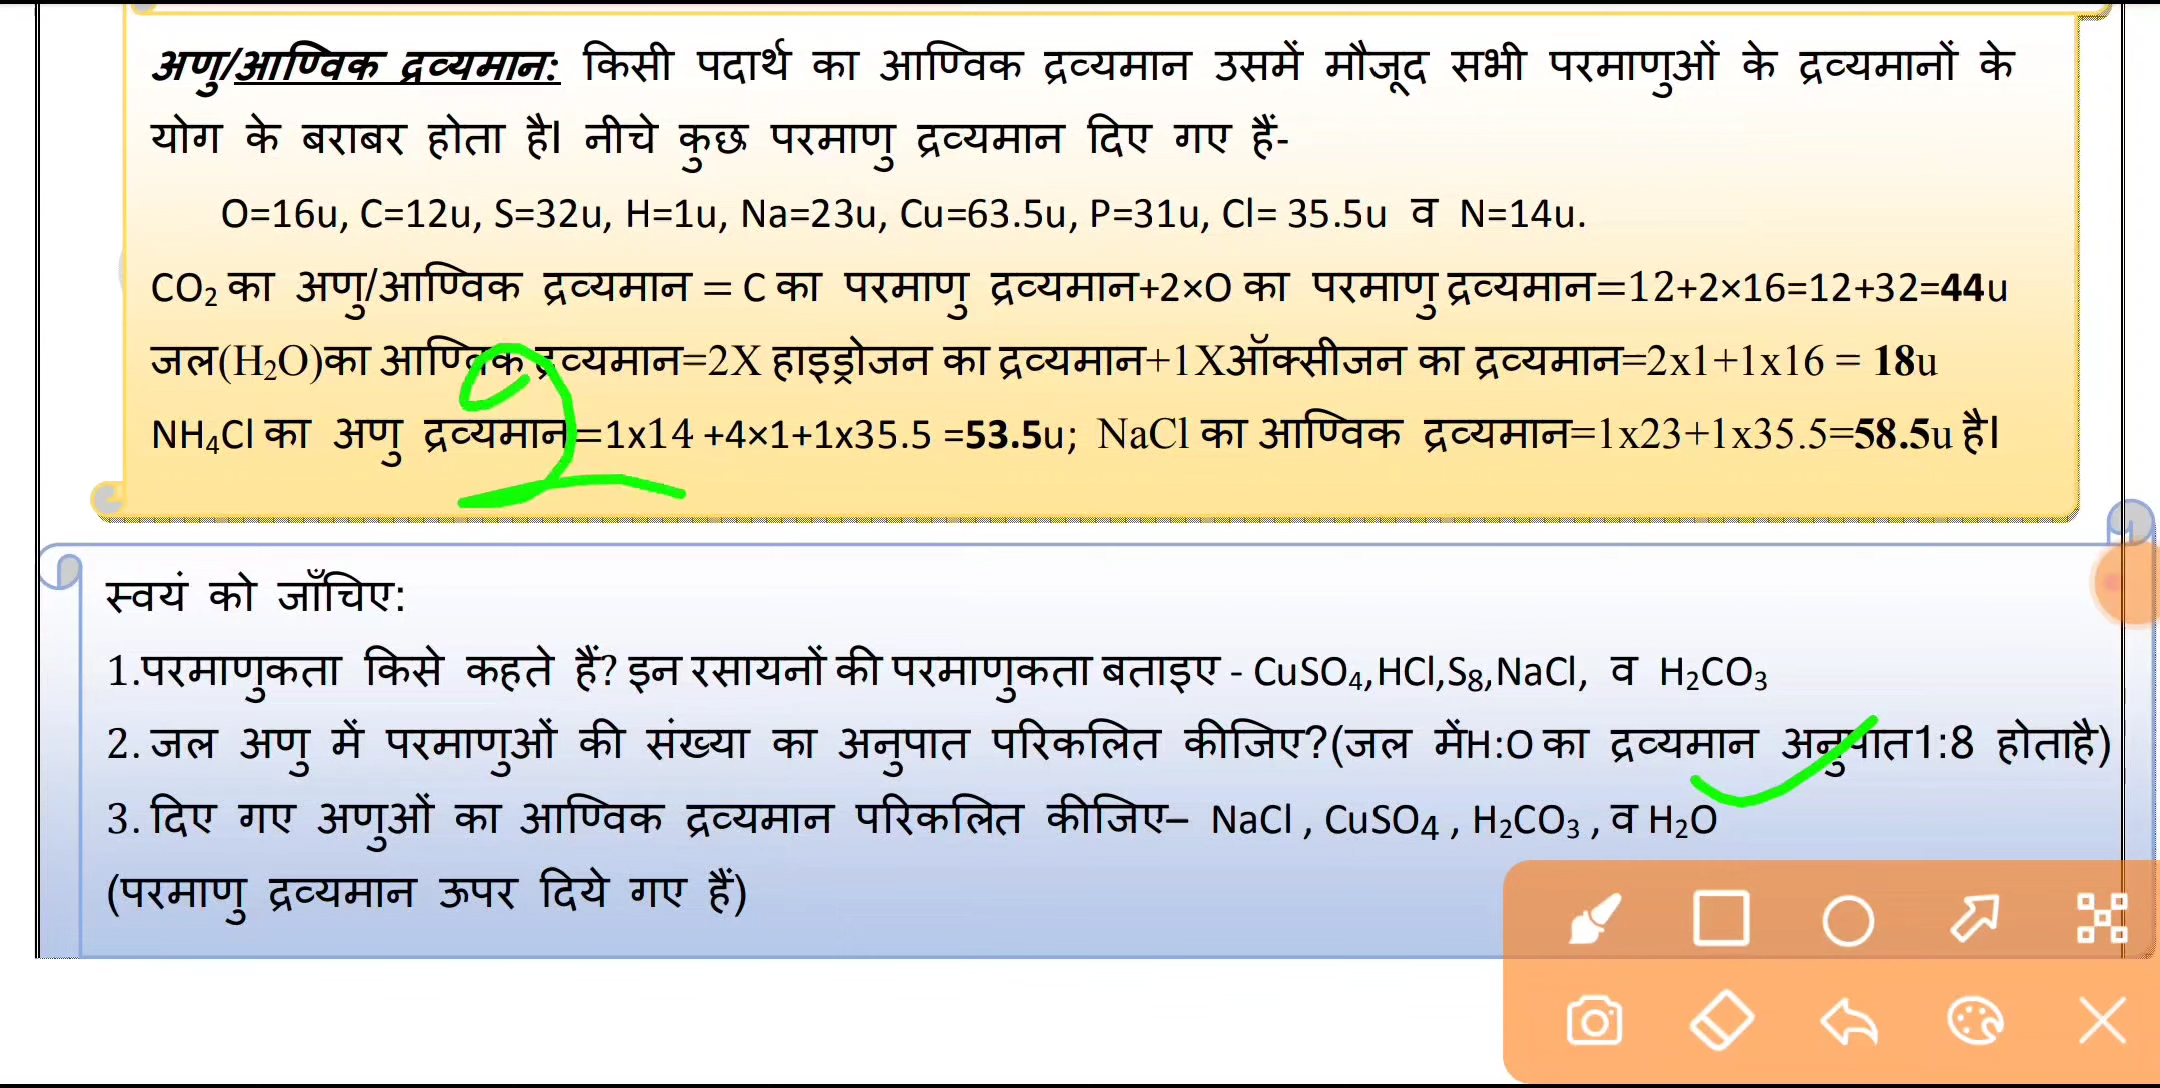 अणु/आण्विक द्रव्यमान: किसी पदार्थ का आण्विक द्रव्यमान उसमें मौजूद सभी परमाणुओं के द्रव्यमानों के
योग के बराबर होता है। नीचे कुछ परमाणु द्रव्यमान दिए गए हैं-
O=16u, C=12u, S=32u, H=1u, Na=23u, Cu=63.5u, P=31u, Cl= 35.5u व N=14u.
CO₂ का अणु/आण्विक द्रव्यमान = C का परमाणु द्रव्यमान+2×O का परमाणु द्रव्यमान=12+2×16=12+32=44u
जल(H₂O)का आण्विक द्रव्यमान=2X हाइड्रोजन का द्रव्यमान+1Xऑक्सीजन का द्रव्यमान=2x1+1x16 = 18u
NH₄Cl का अणु द्रव्यमान=1x14 +4×1+1x35.5 =53.5u; NaCl का आण्विक द्रव्यमान=1x23+1x35.5=58.5u है।
2
स्वयं को जाँचिए:
1.परमाणुकता किसे कहते हैं? इन रसायनों की परमाणुकता बताइए - CuSO₄,HCl,S₈,NaCl, व H₂CO₃
2. जल अणु में परमाणुओं की संख्या का अनुपात परिकलित कीजिए?(जल मेंH:O का द्रव्यमान अनुपात1:8 होताहै)
3. दिए गए अणुओं का आण्विक द्रव्यमान परिकलित कीजिए– NaCl , CuSO₄ , H₂CO₃ , व H₂O
(परमाणु द्रव्यमान ऊपर दिये गए हैं)